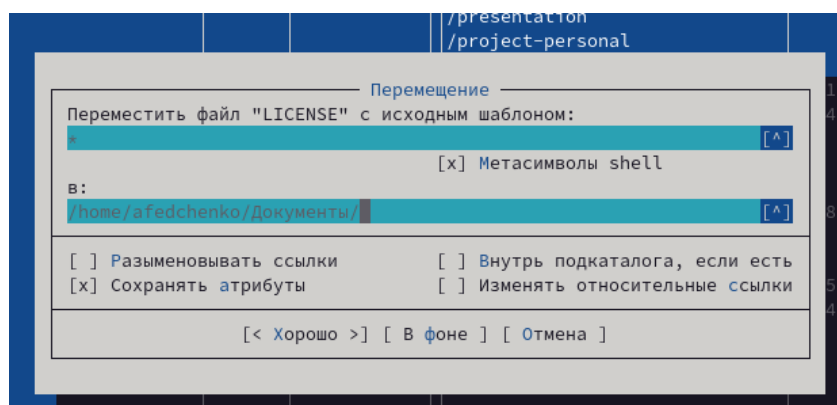 /presentation
/project-personal
Перемещение
Переместить файл "LICENSE" с исходным шаблоном:
* [^]
[x] Метасимволы shell
в:
/home/afedchenko/Документы/ [^]
[ ] Разыменовывать ссылки [ ] Внутрь подкаталога, если есть
[x] Сохранять атрибуты [ ] Изменять относительные ссылки
[< Хорошо >] [ В фоне ] [ Отмена ]